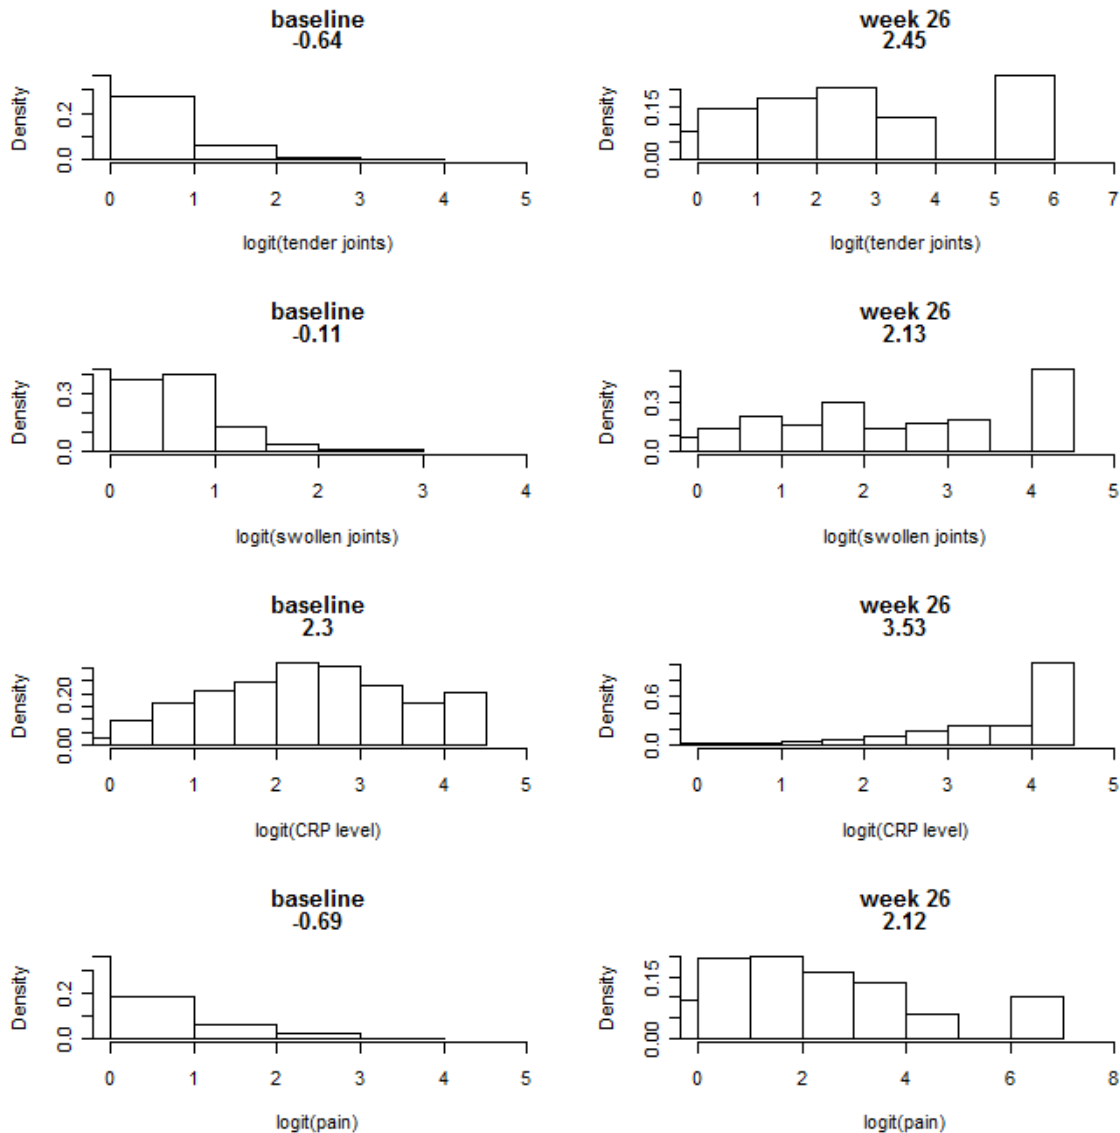 baseline
-0.64
Density
0.0 0.2
0 1 2 3 4 5
logit(tender joints)
week 26
2.45
Density
0.00 0.15
0 1 2 3 4 5 6 7
logit(tender joints)
baseline
-0.11
Density
0.0 0.3
0 1 2 3 4
logit(swollen joints)
week 26
2.13
Density
0.0 0.3
0 1 2 3 4 5
logit(swollen joints)
baseline
2.3
Density
0.00 0.20
0 1 2 3 4 5
logit(CRP level)
week 26
3.53
Density
0.0 0.6
0 1 2 3 4 5
logit(CRP level)
baseline
-0.69
Density
0.0 0.2
0 1 2 3 4 5
logit(pain)
week 26
2.12
Density
0.00 0.15
0 2 4 6 8
logit(pain)